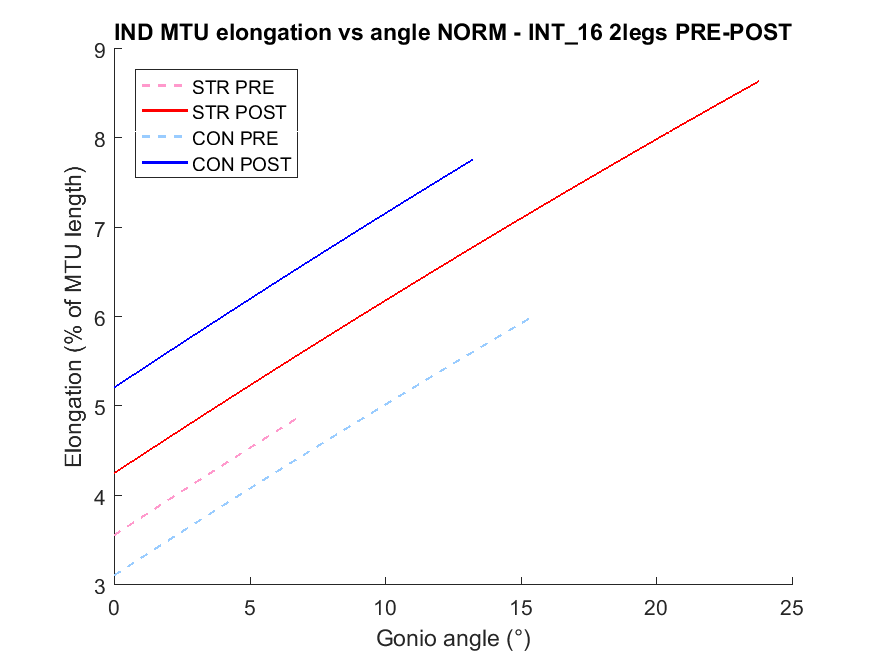 IND MTU elongation vs angle NORM - INT_16 2legs PRE-POST
9
8
7
6
5
4
3
Elongation (% of MTU length)
STR PRE
STR POST
CON PRE
CON POST
0 5 10 15 20 25
Gonio angle (°)